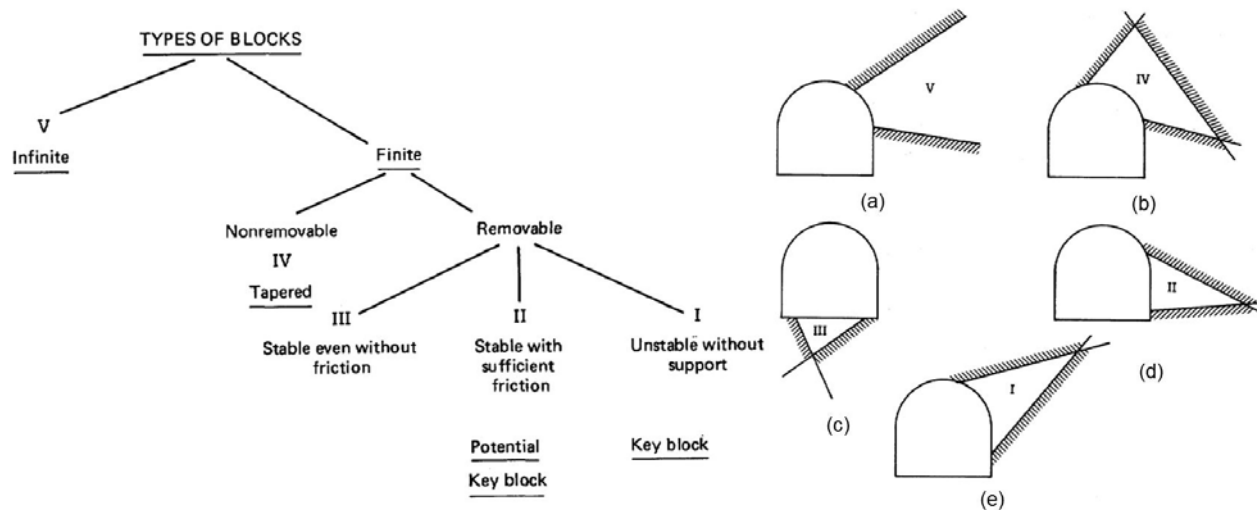 TYPES OF BLOCKS
V
Infinite
Finite
Nonremovable
IV
Tapered
Removable
III
Stable even without
friction
II
Stable with
sufficient
friction
Potential
Key block
I
Unstable without
support
Key block
V
(a)
IV
(b)
III
(c)
II
(d)
I
(e)